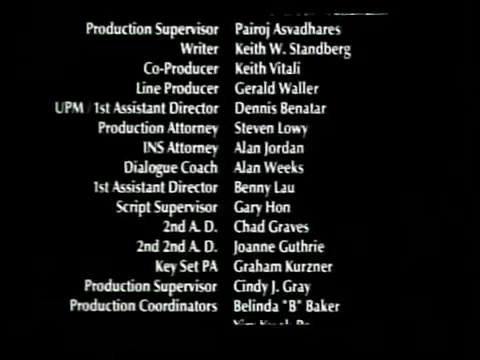 Production Supervisor Pairoj Asvadhares
Writer Keith W. Standberg
Co-Producer Keith Vitali
Line Producer Gerald Waller
UPM / 1st Assistant Director Dennis Benatar
Production Attorney Steven Lowy
INS Attorney Alan Jordan
Dialogue Coach Alan Weeks
1st Assistant Director Benny Lau
Script Supervisor Gary Hon
2nd A. D. Chad Graves
2nd 2nd A. D. Joanne Guthrie
Key Set PA Graham Kurzner
Production Supervisor Cindy J. Gray
Production Coordinators Belinda "B" Baker